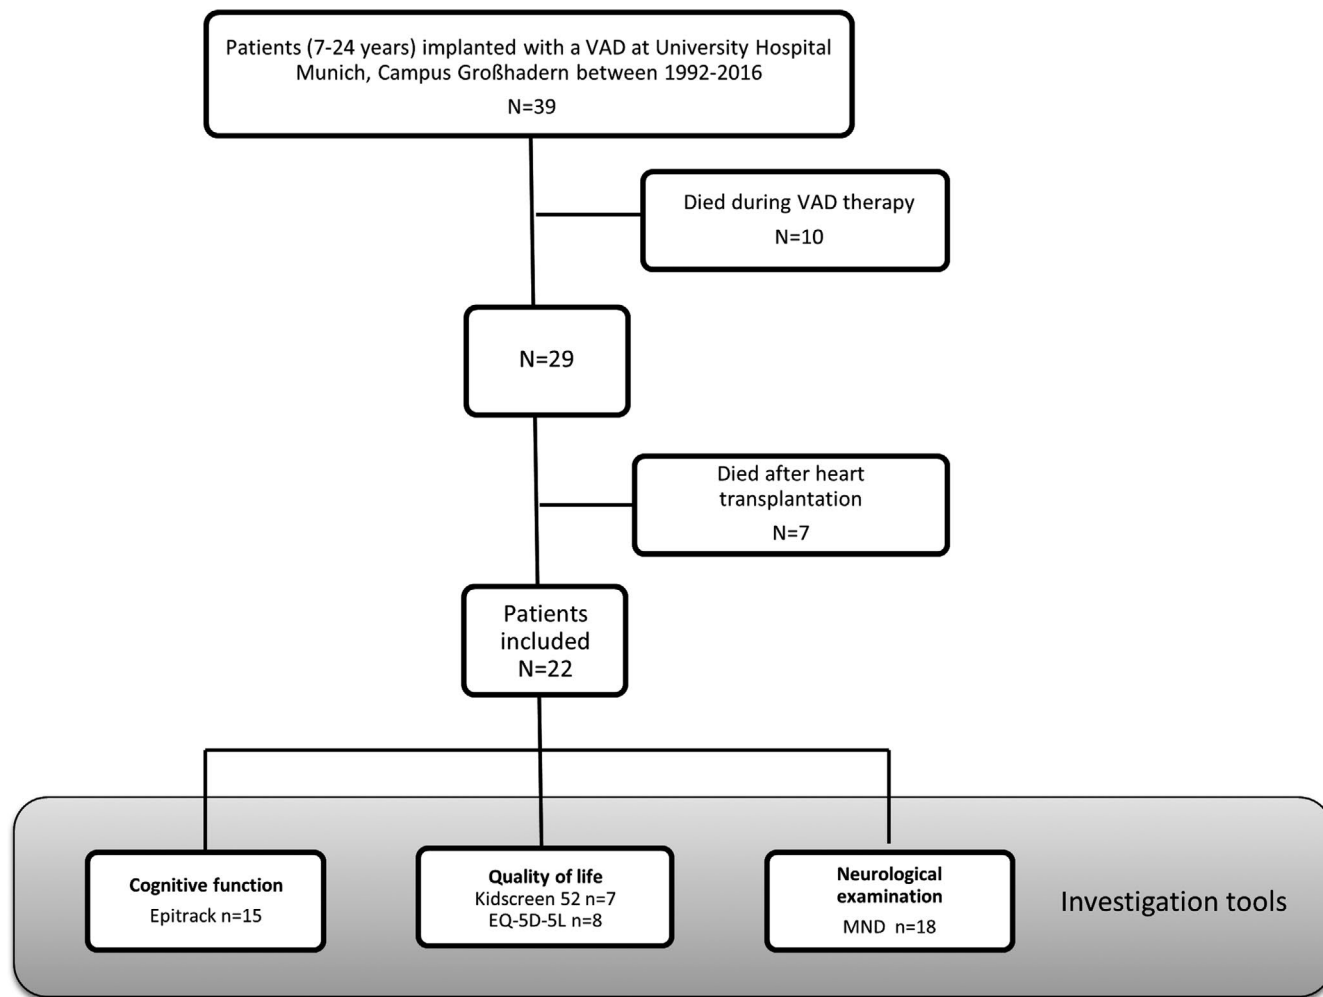 Patients (7-24 years) implanted with a VAD at University Hospital
Munich, Campus Großhadern between 1992-2016
N=39
Died during VAD therapy
N=10
N=29
Died after heart
transplantation
N=7
Patients
included
N=22
Cognitive function
Epitrack n=15
Quality of life
Kidscreen 52 n=7
EQ-5D-5L n=8
Neurological
examination
MND n=18
Investigation tools